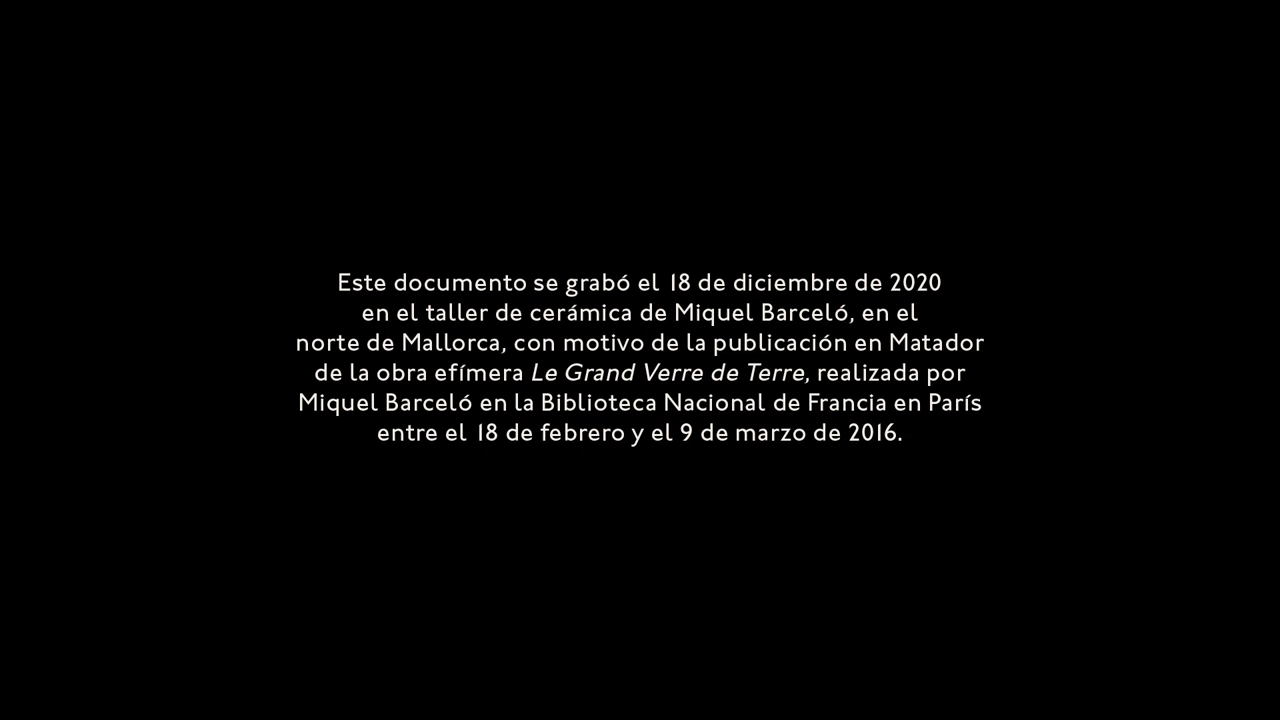 Este documento se grabó el 18 de diciembre de 2020
en el taller de cerámica de Miquel Barceló, en el
norte de Mallorca, con motivo de la publicación en Matador
de la obra efímera Le Grand Verre de Terre, realizada por
Miquel Barceló en la Biblioteca Nacional de Francia en París
entre el 18 de febrero y el 9 de marzo de 2016.